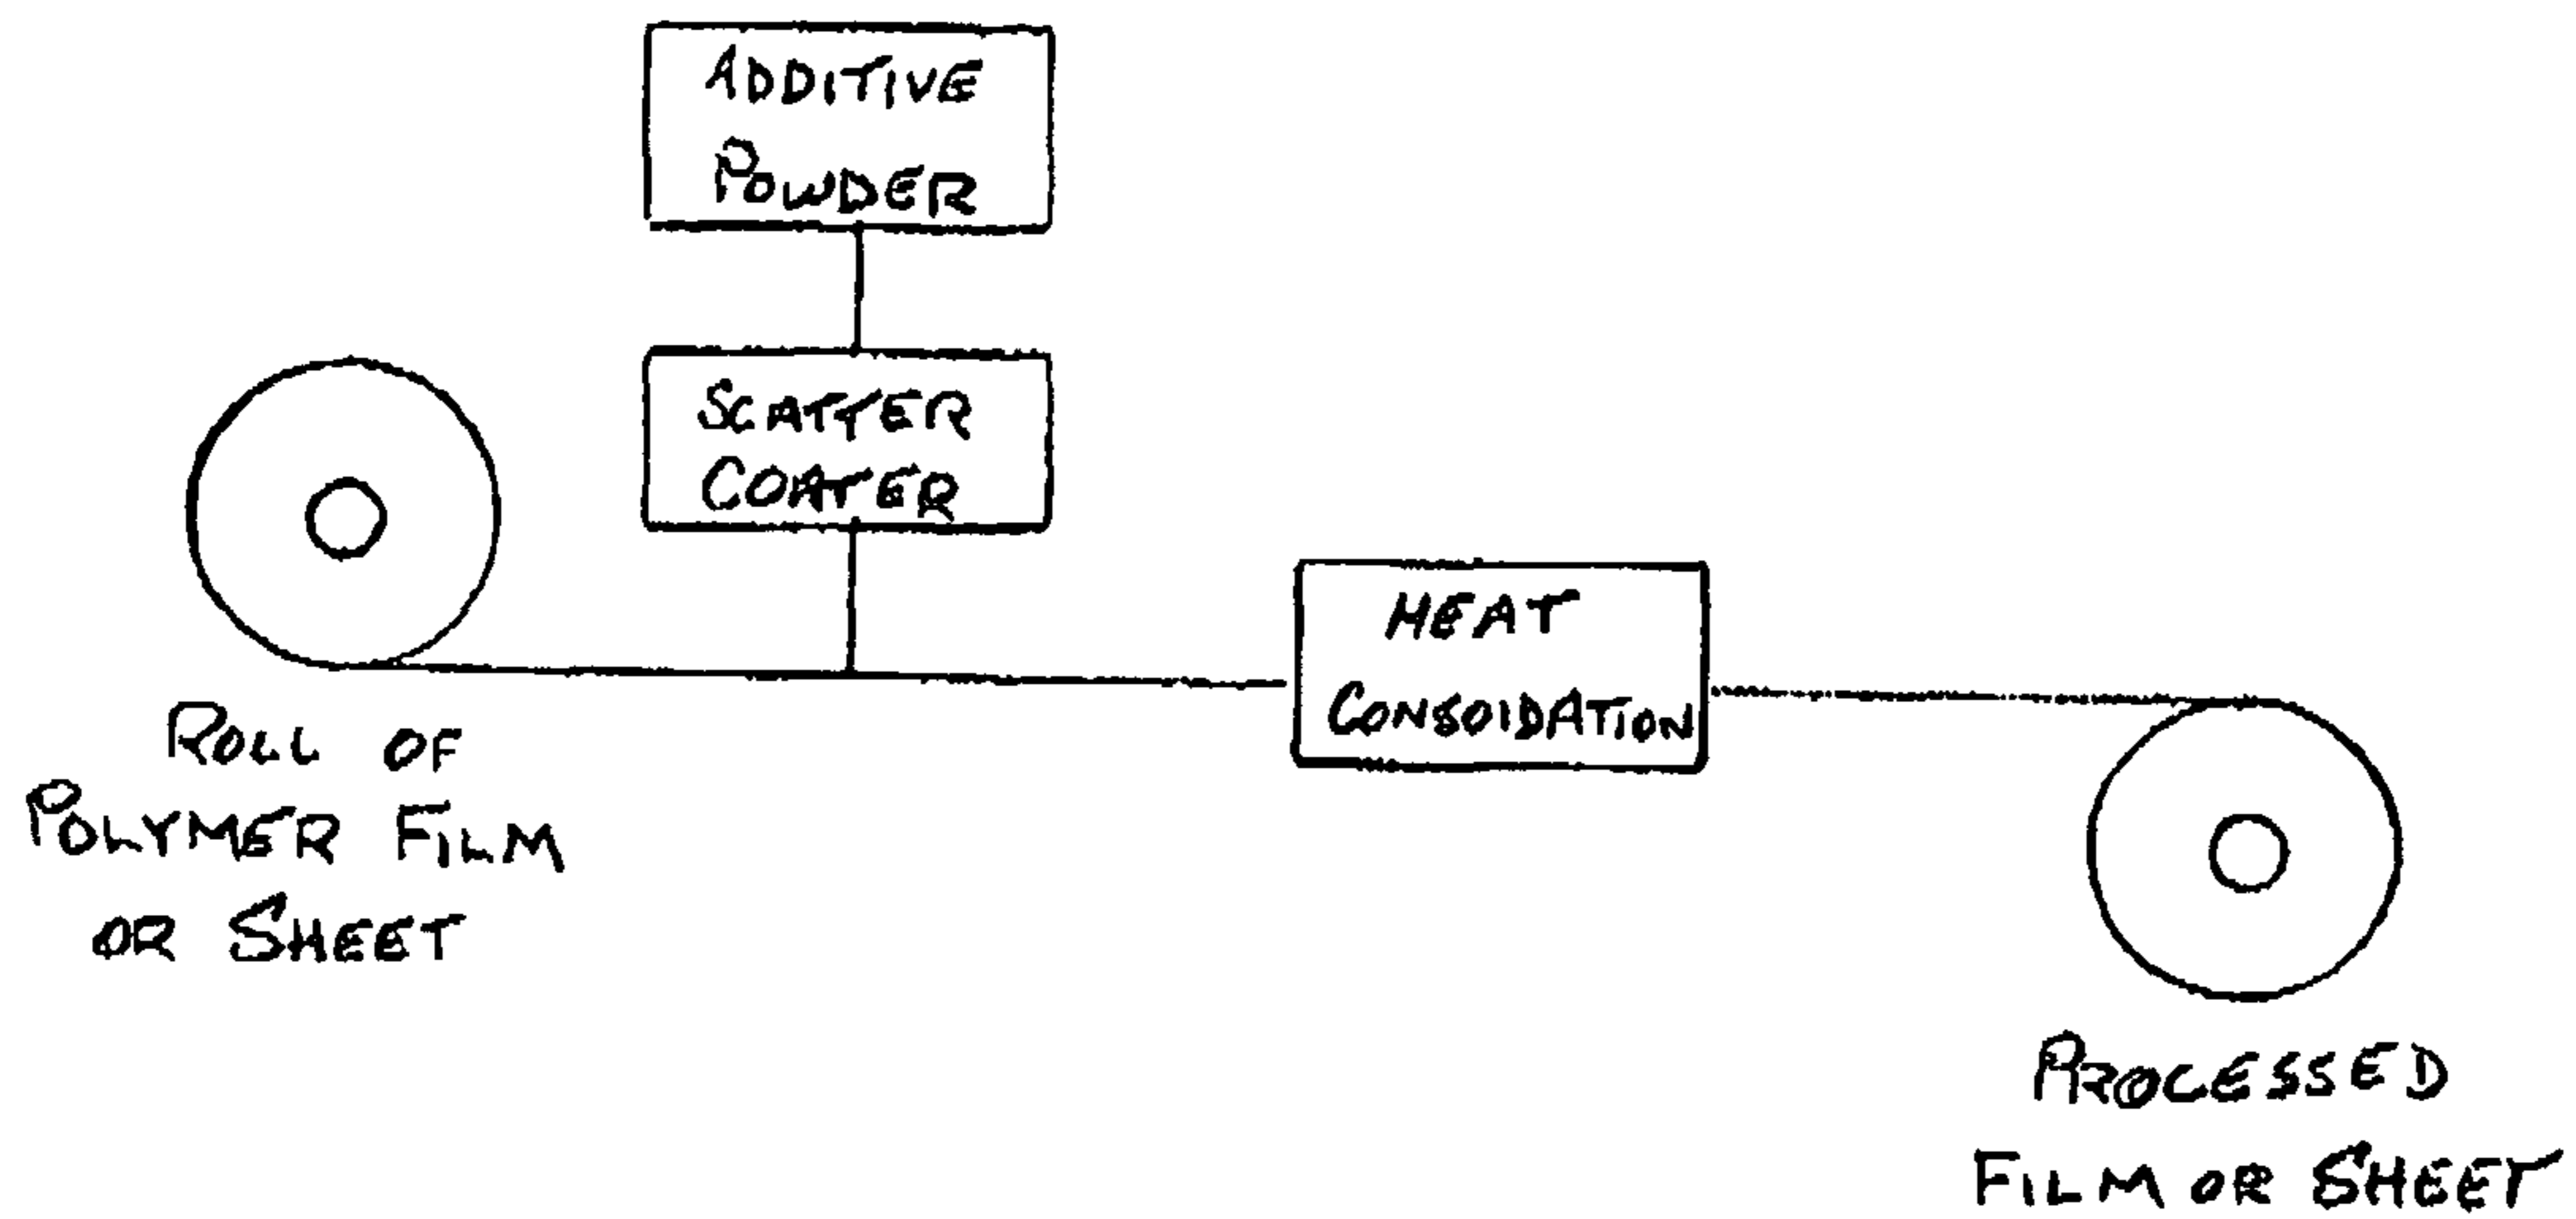 ADDITIVE
POWDER
SCATTER
COATER
HEAT
CONSOIDATION
ROLL OF
POLYMER FILM
OR SHEET
PROCESSED
FILM OR SHEET